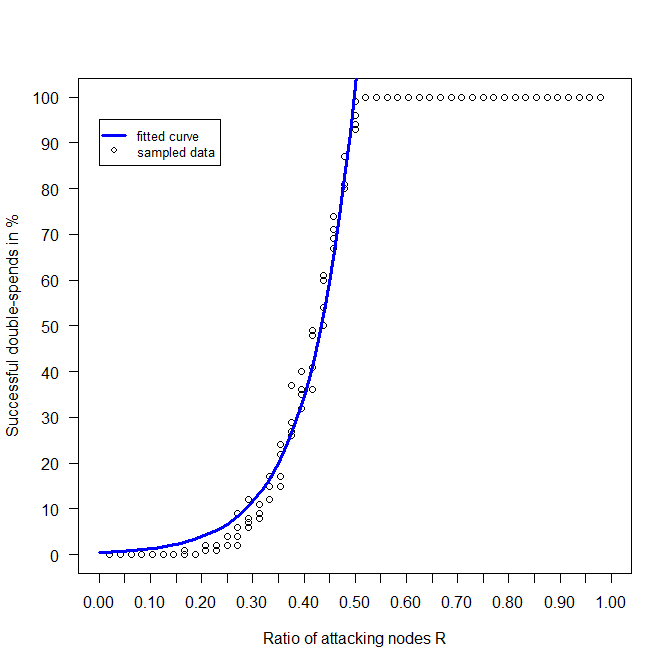 Successful double-spends in %
100
90
80
70
60
50
40
30
20
10
0
fitted curve
sampled data
0.00 0.10 0.20 0.30 0.40 0.50 0.60 0.70 0.80 0.90 1.00
Ratio of attacking nodes R